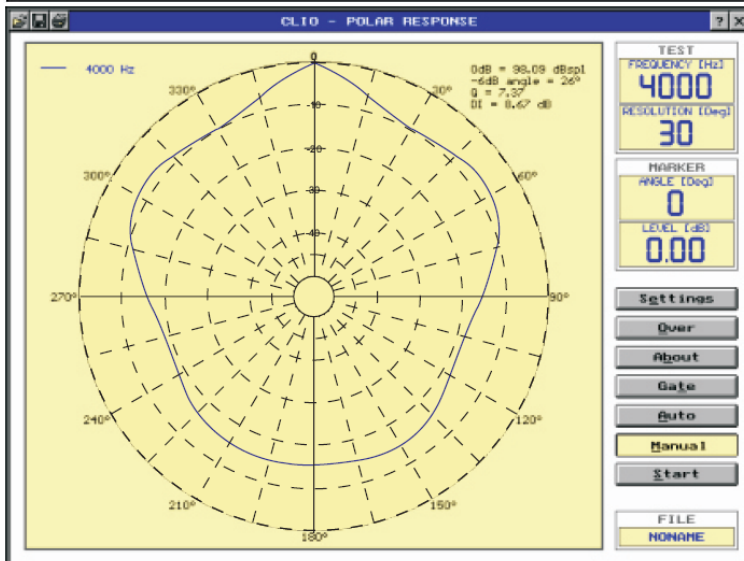 CLIO - POLAR RESPONSE
? X
4000 Hz
0dB = 98.09 dBspl
-6dB angle = 26°
Q = 7.37
DI = 8.67 dB
0
330°
30°
-10
-20
300°
60°
-30
-40
270°
90°
240°
120°
210°
150°
180°
TEST
FREQUENCY [Hz]
4000
RESOLUTION [Deg]
30
MARKER
ANGLE [Deg]
0
LEVEL [dB]
0.00
Settings
Over
About
Gate
Auto
Manual
Start
FILE
NONAME